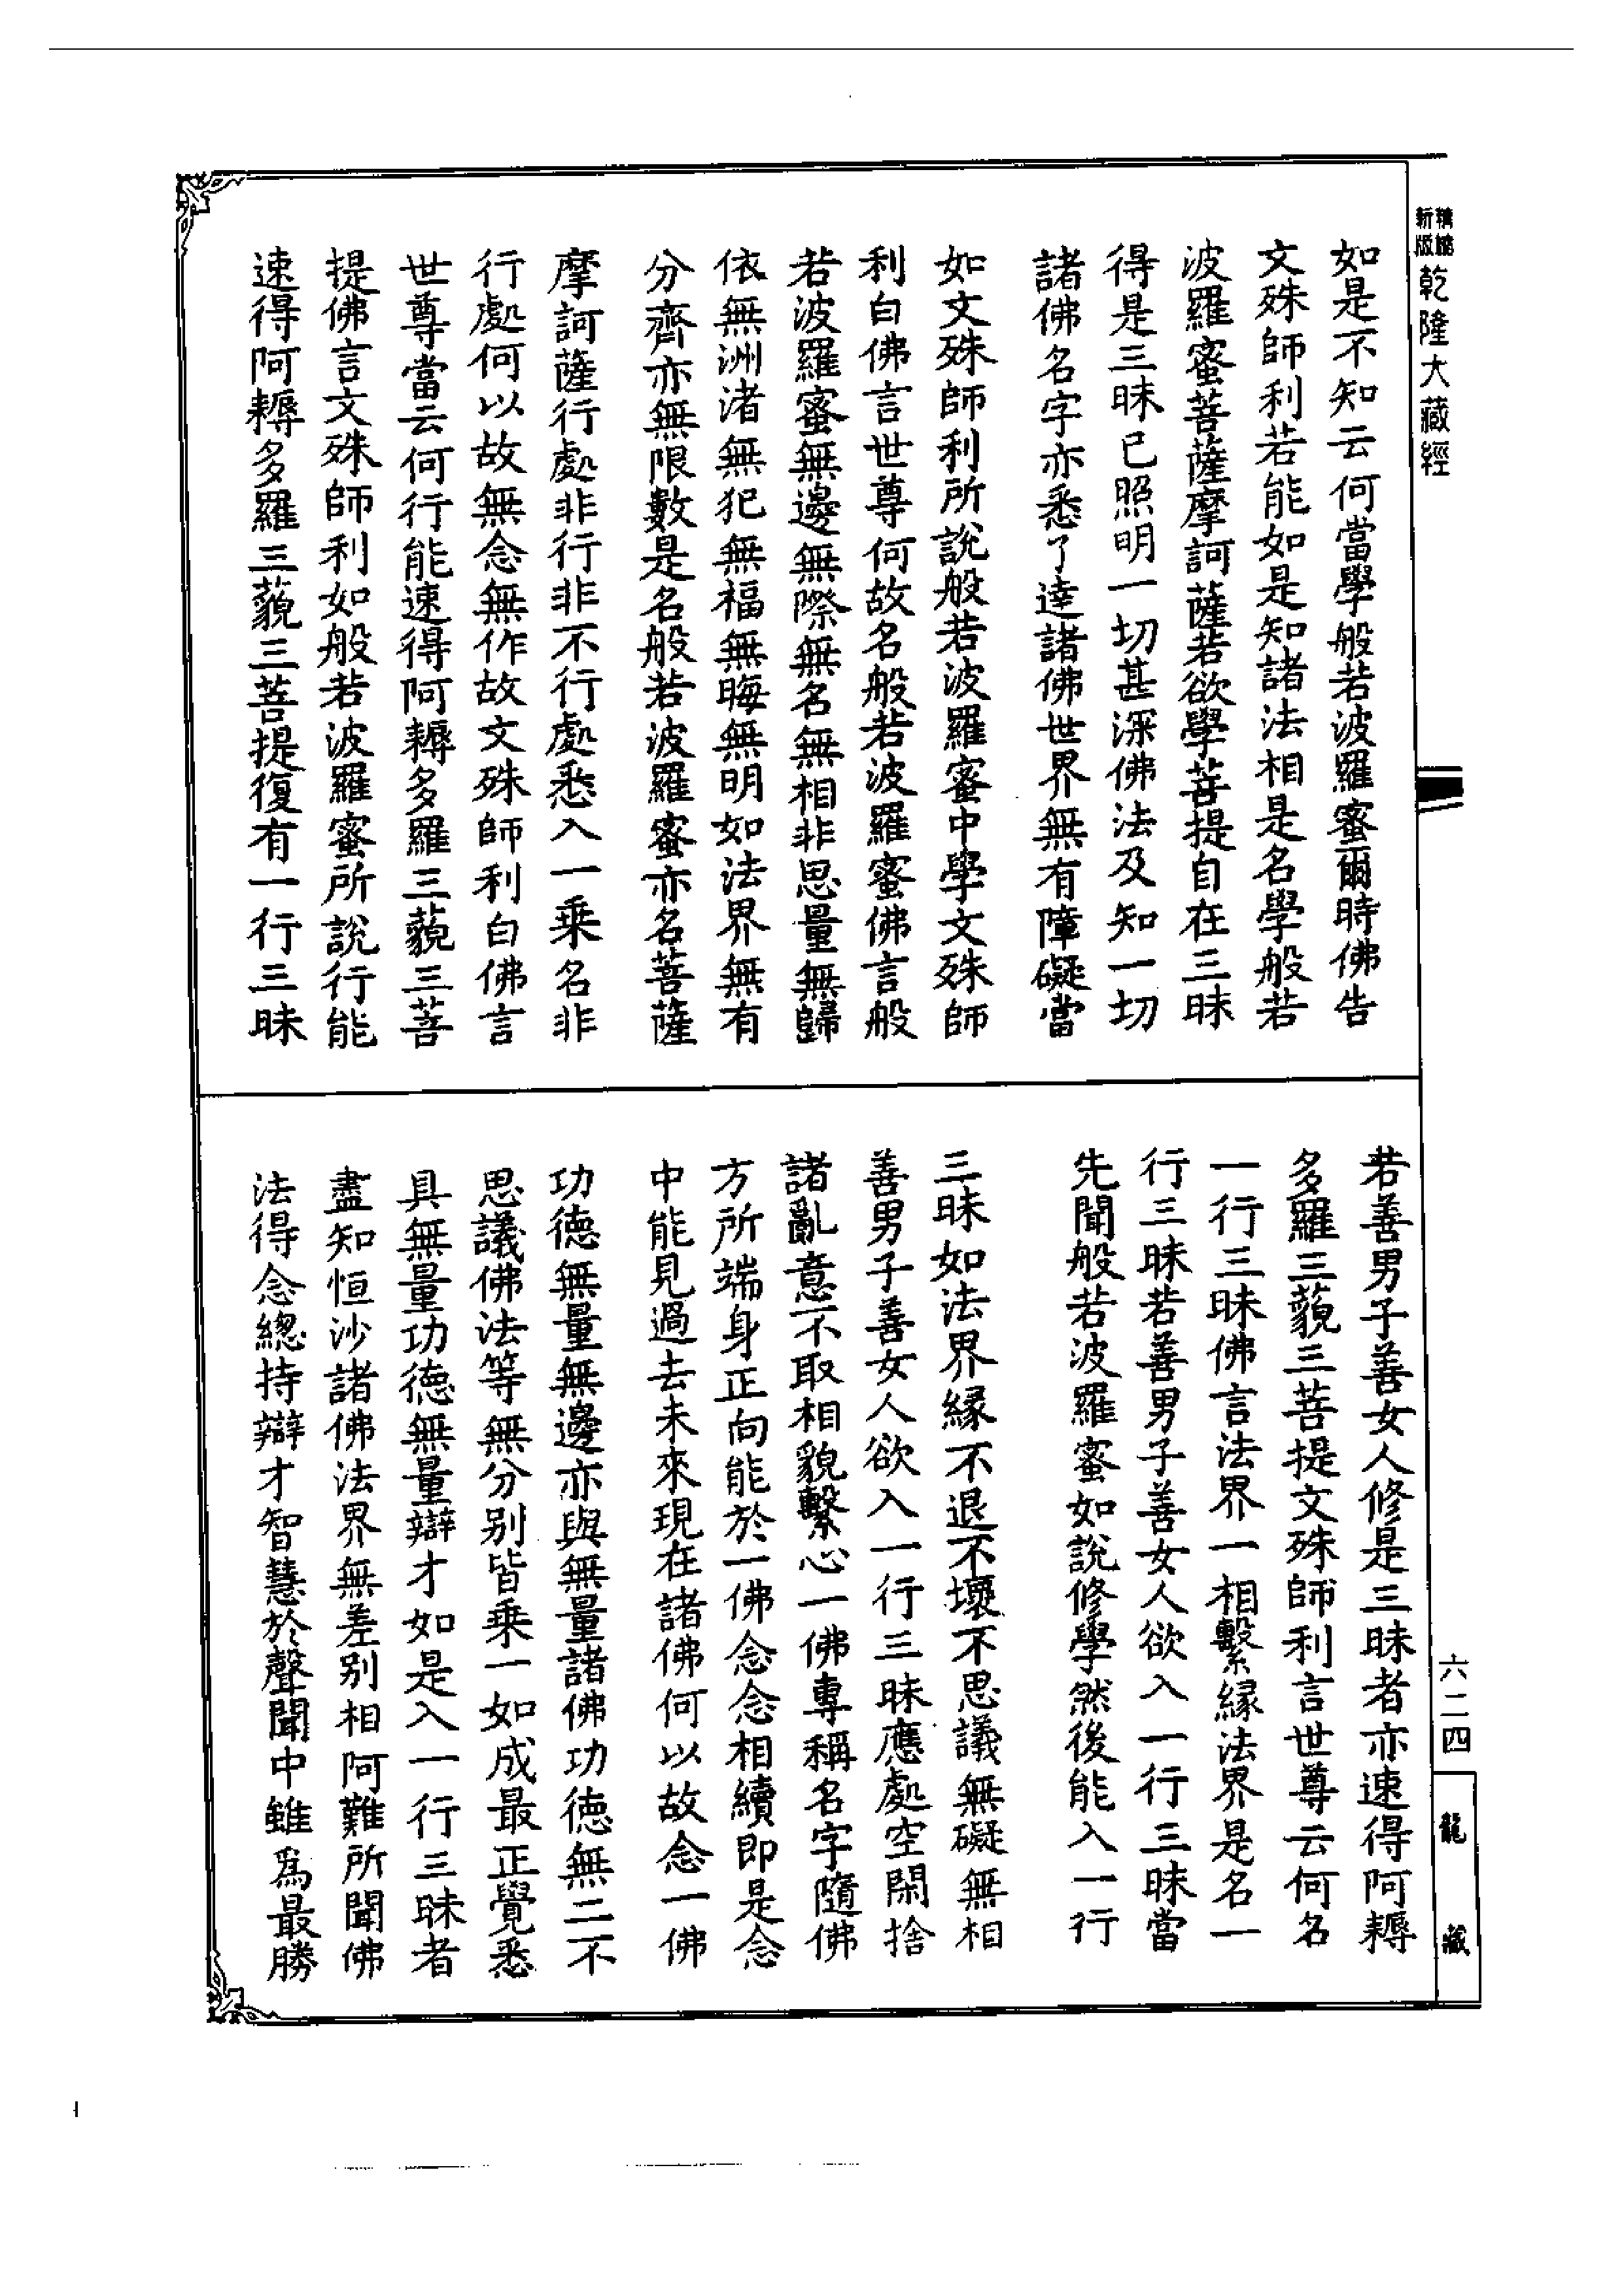 新版精縮乾隆大藏經
如是不知云何當學般若波羅蜜爾時佛告
文殊師利若能如是知諸法相是名學般若
波羅蜜菩薩摩訶薩若欲學菩提自在三昧
得是三昧已照明一切甚深佛法及知一切
諸佛名字亦悉了達諸佛世界無有障礙當
如文殊師利所說般若波羅蜜中學文殊師
利白佛言世尊何故名般若波羅蜜佛言般
若波羅蜜無邊無際無名無相非思量無歸
依無洲渚無犯無福無晦無明如法界無有
分齊亦無限數是名般若波羅蜜亦名菩薩
摩訶薩行處非行非不行處悉入一乘名非
行處何以故無念無作故文殊師利白佛言
世尊當云何行能速得阿耨多羅三藐三菩
提佛言文殊師利如般若波羅蜜所說行能
速得阿耨多羅三藐三菩提復有一行三昧
若善男子善女人修是三昧者亦速得阿耨
多羅三藐三菩提文殊師利言世尊云何名
一行三昧佛言法界一相繫緣法界是名一
行三昧若善男子善女人欲入一行三昧當
先聞般若波羅蜜如說修學然後能入一行
三昧如法界緣不退不壞不思議無礙無相
善男子善女人欲入一行三昧應處空閑捨
諸亂意不取相貌繫心一佛專稱名字隨佛
方所端身正向能於一佛念念相續即是念
中能見過去未來現在諸佛何以故念一佛
功德無量無邊亦與無量諸佛功德無二不
思議佛法等無分別皆乘一如成最正覺悉
具無量功德無量辯才如是入一行三昧者
盡知恒沙諸佛法界無差別相阿難所聞佛
法得念總持辯才智慧於聲聞中雖爲最勝
六二四
龍藏